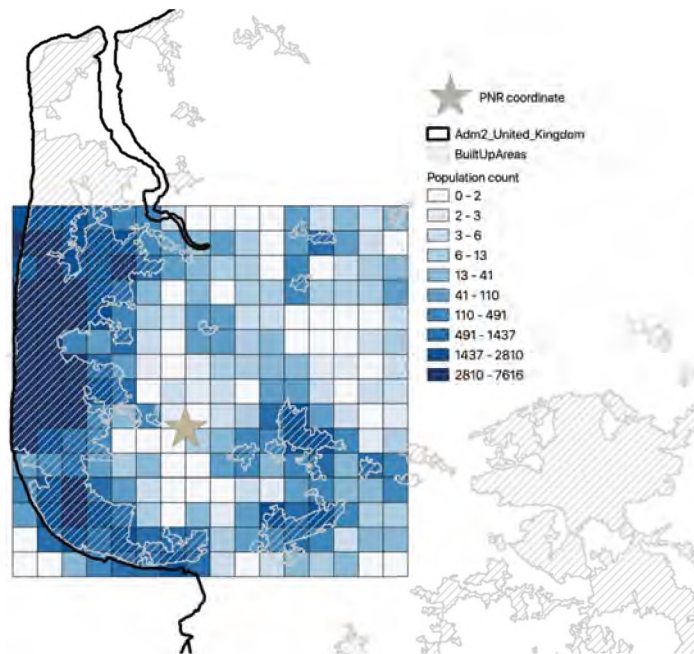 PNR coordinate
Adm2_United_Kingdom
BuiltUpAreas
Population count
0 - 2
2 - 3
3 - 6
6 - 13
13 - 41
41 - 110
110 - 491
491 - 1437
1437 - 2810
2810 - 7616